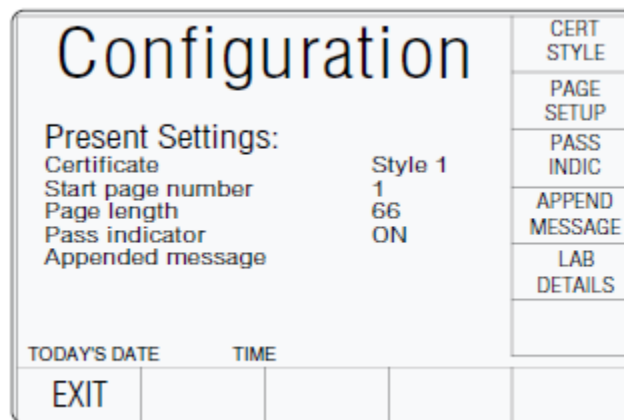 Configuration
Present Settings:
Certificate Style 1
Start page number 1
Page length 66
Pass indicator ON
Appended message
TODAY'S DATE TIME
EXIT
CERT
STYLE
PAGE
SETUP
PASS
INDIC
APPEND
MESSAGE
LAB
DETAILS